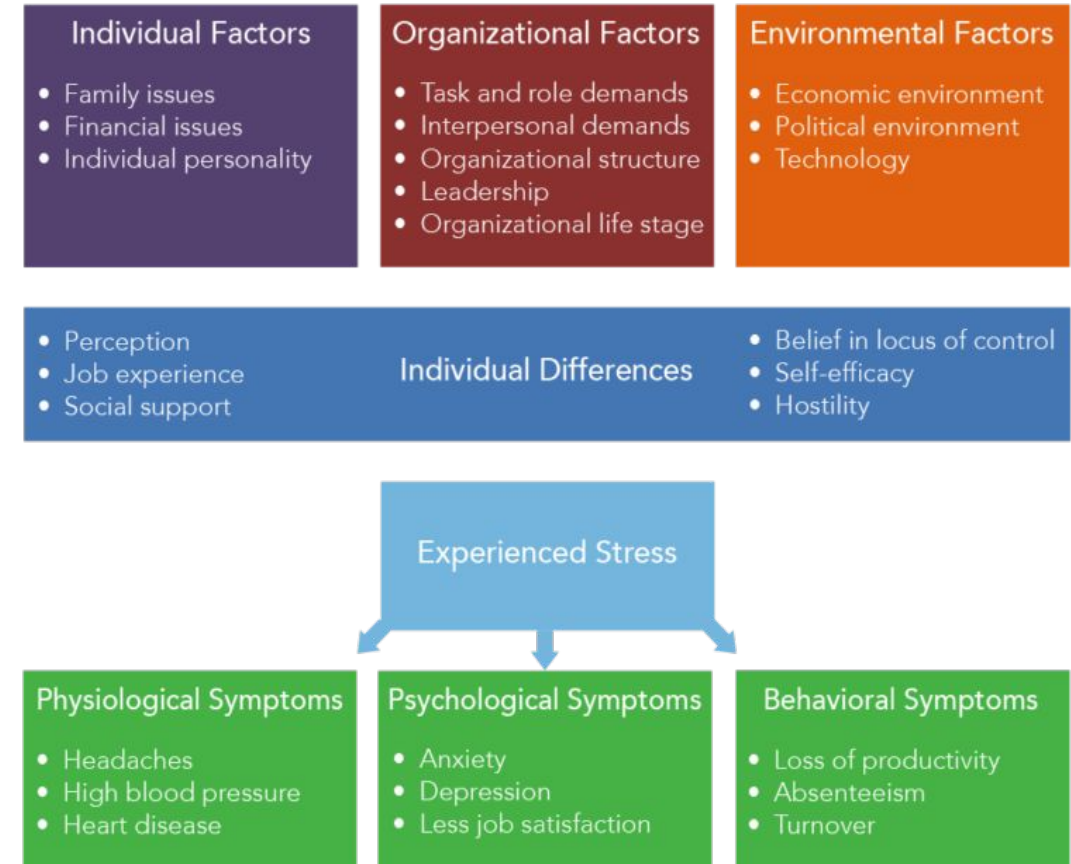 Individual Factors
• Family issues
• Financial issues
• Individual personality
Organizational Factors
• Task and role demands
• Interpersonal demands
• Organizational structure
• Leadership
• Organizational life stage
Environmental Factors
• Economic environment
• Political environment
• Technology
• Perception
• Job experience
• Social support
Individual Differences
• Belief in locus of control
• Self-efficacy
• Hostility
Experienced Stress
Physiological Symptoms
• Headaches
• High blood pressure
• Heart disease
Psychological Symptoms
• Anxiety
• Depression
• Less job satisfaction
Behavioral Symptoms
• Loss of productivity
• Absenteeism
• Turnover